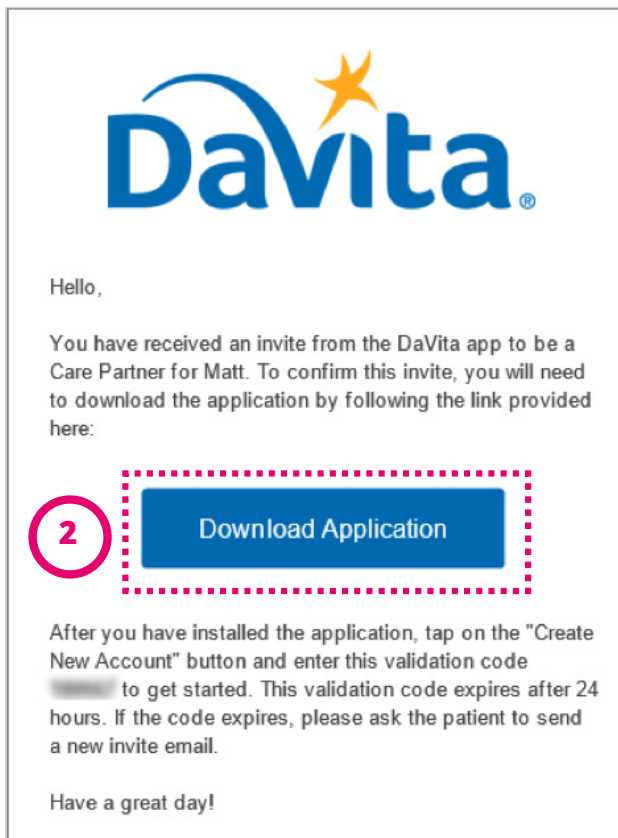 DaVita®
Hello,
You have received an invite from the DaVita app to be a
Care Partner for Matt. To confirm this invite, you will need
to download the application by following the link provided
here:
2
Download Application
After you have installed the application, tap on the "Create
New Account" button and enter this validation code
to get started. This validation code expires after 24
hours. If the code expires, please ask the patient to send
a new invite email.
Have a great day!